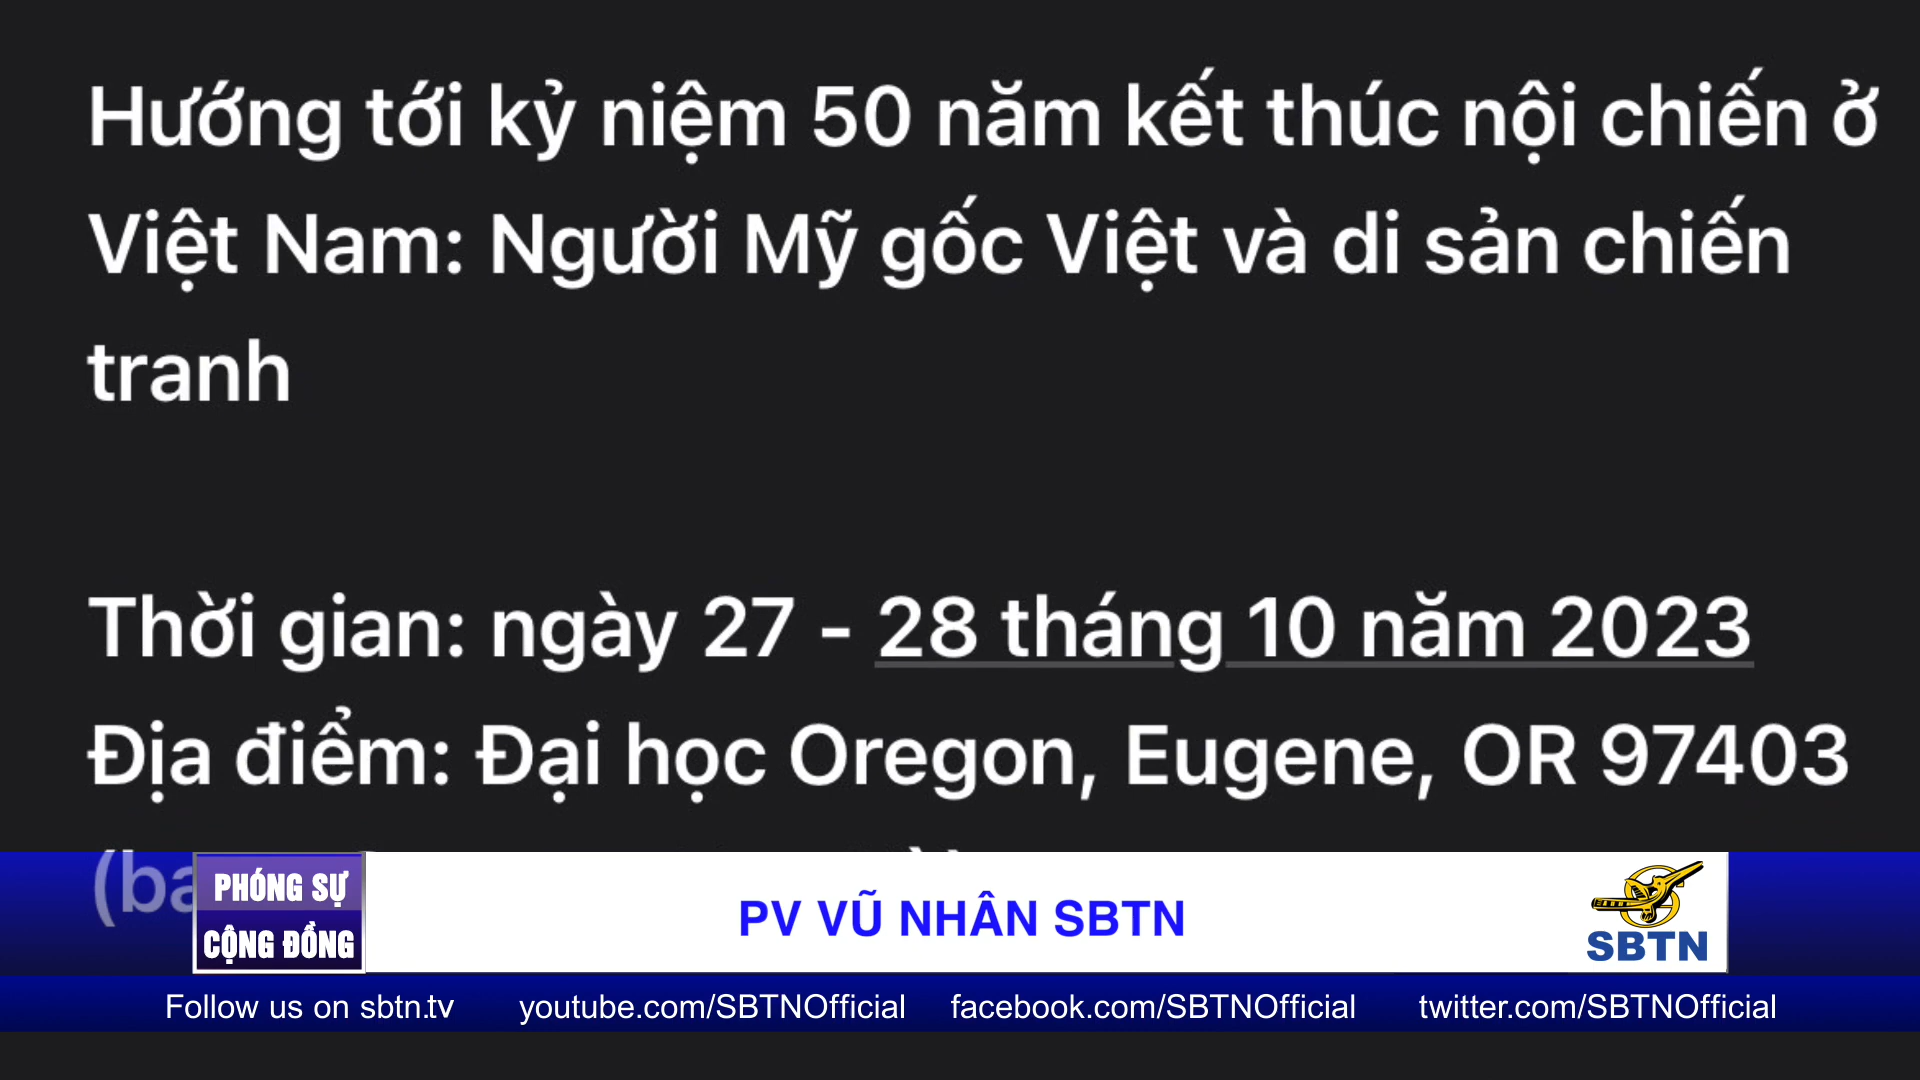 Hướng tới kỷ niệm 50 năm kết thúc nội chiến ở
Việt Nam: Người Mỹ gốc Việt và di sản chiến
tranh
Thời gian: ngày 27 - 28 tháng 10 năm 2023
Địa điểm: Đại học Oregon, Eugene, OR 97403
PHÓNG SỰ
CỘNG ĐỒNG
PV VŨ NHÂN SBTN
SBTN
Follow us on sbtn.tv youtube.com/SBTNOfficial facebook.com/SBTNOfficial twitter.com/SBTNOfficial